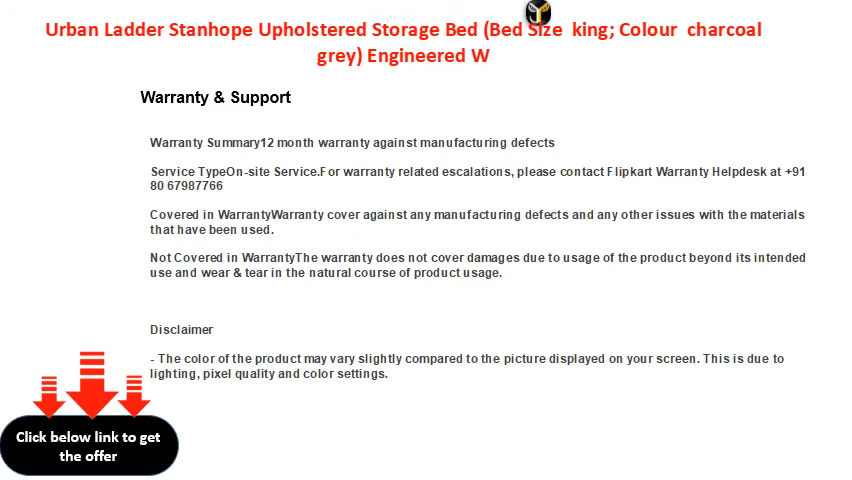 Urban Ladder Stanhope Upholstered Storage Bed (Bed Size  king; Colour  charcoal
grey) Engineered W
Warranty & Support
Warranty Summary12 month warranty against manufacturing defects
Service TypeOn-site Service.For warranty related escalations, please contact Flipkart Warranty Helpdesk at +91
80 67987766
Covered in WarrantyWarranty cover against any manufacturing defects and any other issues with the materials
that have been used.
Not Covered in WarrantyThe warranty does not cover damages due to usage of the product beyond its intended
use and wear & tear in the natural course of product usage.
Disclaimer
- The color of the product may vary slightly compared to the picture displayed on your screen. This is due to
lighting, pixel quality and color settings.
Click below link to get
the offer